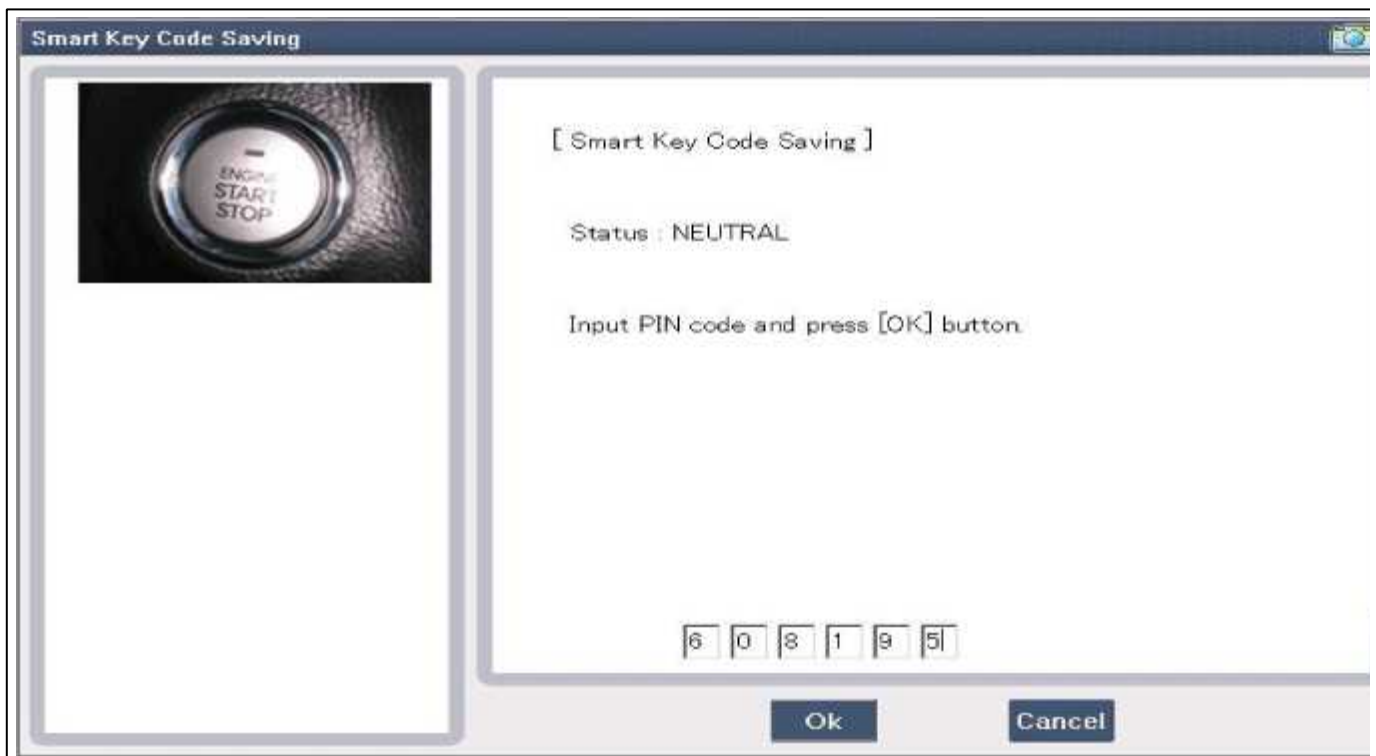 Smart Key Code Saving
ENGINE
START
STOP
[ Smart Key Code Saving ]
Status : NEUTRAL
Input PIN code and press [OK] button.
6 0 8 1 9 5
Ok
Cancel